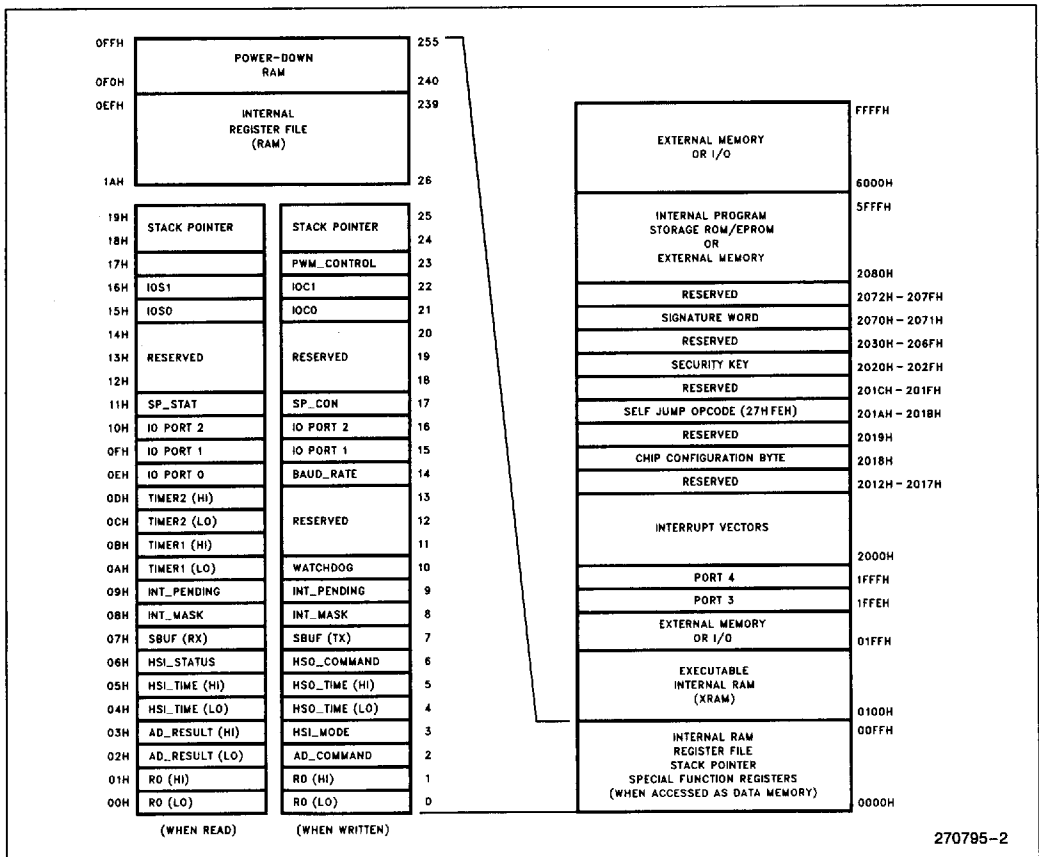 0FFH
POWER-DOWN
RAM
255
0F0H
240
0EFH
INTERNAL
REGISTER FILE
(RAM)
239
1AH
26
19H
STACK POINTER
STACK POINTER
25
18H
24
17H
PWM_CONTROL
23
16H
IOS1
IOC1
22
15H
IOS0
IOC0
21
14H
20
13H
RESERVED
RESERVED
19
12H
18
11H
SP_STAT
SP_CON
17
10H
IO PORT 2
IO PORT 2
16
0FH
IO PORT 1
IO PORT 1
15
0EH
IO PORT 0
BAUD_RATE
14
0DH
TIMER2 (HI)
13
0CH
TIMER2 (LO)
RESERVED
12
0BH
TIMER1 (HI)
11
0AH
TIMER1 (LO)
WATCHDOG
10
09H
INT_PENDING
INT_PENDING
9
08H
INT_MASK
INT_MASK
8
07H
SBUF (RX)
SBUF (TX)
7
06H
HSI_STATUS
HSO_COMMAND
6
05H
HSI_TIME (HI)
HSO_TIME (HI)
5
04H
HSI_TIME (LO)
HSO_TIME (LO)
4
03H
AD_RESULT (HI)
HSI_MODE
3
02H
AD_RESULT (LO)
AD_COMMAND
2
01H
R0 (HI)
R0 (HI)
1
00H
R0 (LO)
R0 (LO)
0
(WHEN READ)
(WHEN WRITTEN)
FFFFH
EXTERNAL MEMORY
OR I/O
6000H
5FFFH
INTERNAL PROGRAM
STORAGE ROM/EPROM
OR
EXTERNAL MEMORY
2080H
RESERVED
2072H - 207FH
SIGNATURE WORD
2070H - 2071H
RESERVED
2030H - 206FH
SECURITY KEY
2020H - 202FH
RESERVED
201CH - 201FH
SELF JUMP OPCODE (27H FEH)
201AH - 201BH
RESERVED
2019H
CHIP CONFIGURATION BYTE
2018H
RESERVED
2012H - 2017H
INTERRUPT VECTORS
2000H
PORT 4
1FFFH
PORT 3
1FFEH
EXTERNAL MEMORY
OR I/O
01FFH
EXECUTABLE
INTERNAL RAM
(XRAM)
0100H
00FFH
INTERNAL RAM
REGISTER FILE
STACK POINTER
SPECIAL FUNCTION REGISTERS
(WHEN ACCESSED AS DATA MEMORY)
0000H
270795-2